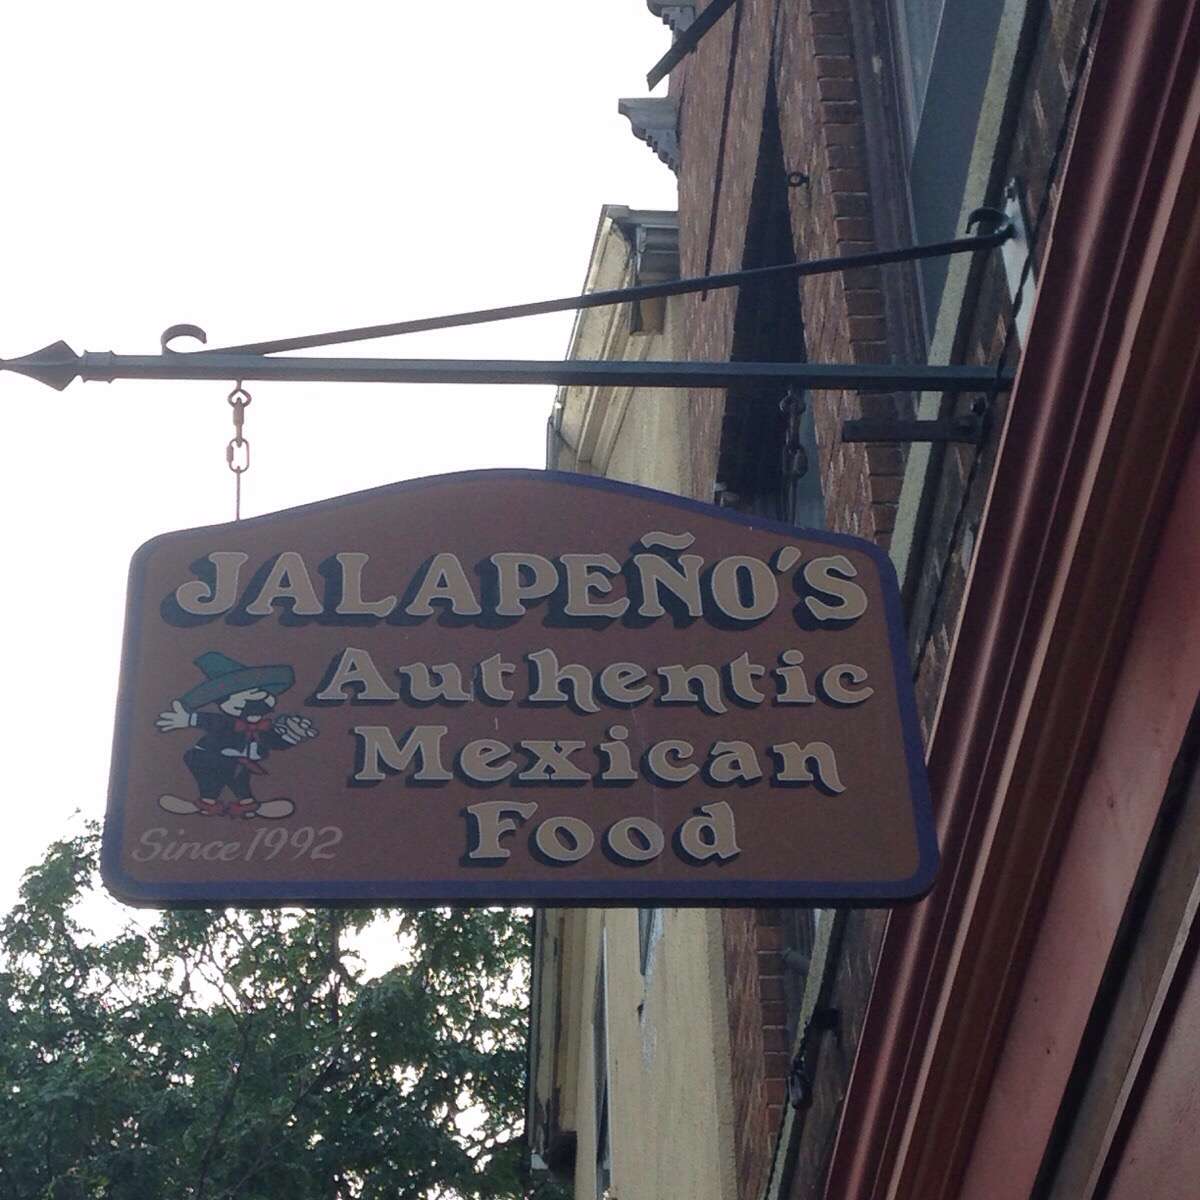 JALAPEÑO'S
Authentic
Mexican
Food
Since 1992